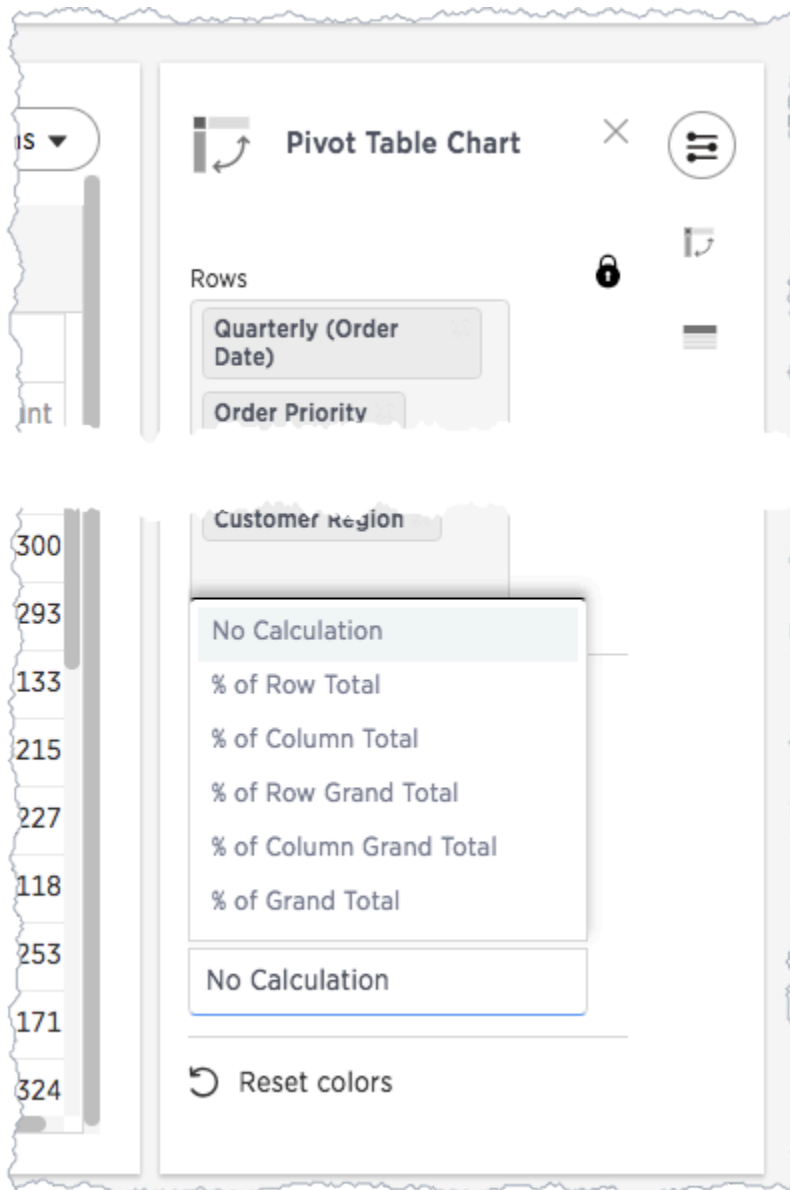 Pivot Table Chart
Rows
Quarterly (Order
Date)
Order Priority
Customer Region
300
293
133
215
227
118
253
171
324
No Calculation
% of Row Total
% of Column Total
% of Row Grand Total
% of Column Grand Total
% of Grand Total
No Calculation
Reset colors